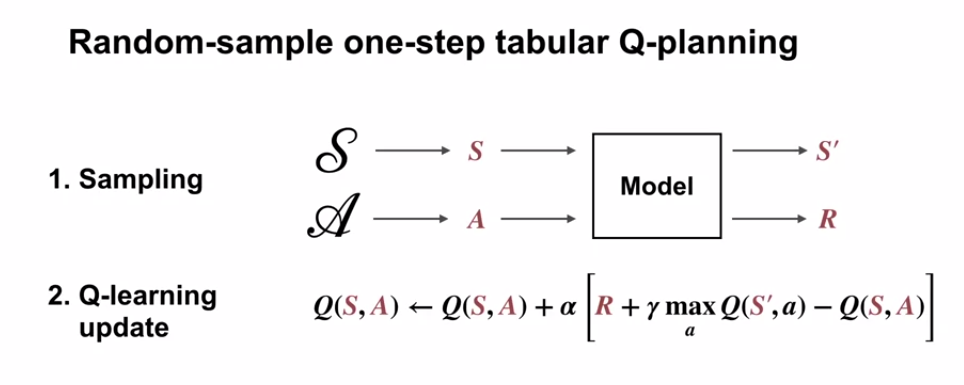 Random-sample one-step tabular Q-planning
𝒮 S S′
1. Sampling
Model
𝒜 A R
2. Q-learning
update
Q(S, A) ← Q(S, A) + α [R + γ max Q(S′, a) − Q(S, A)]
a